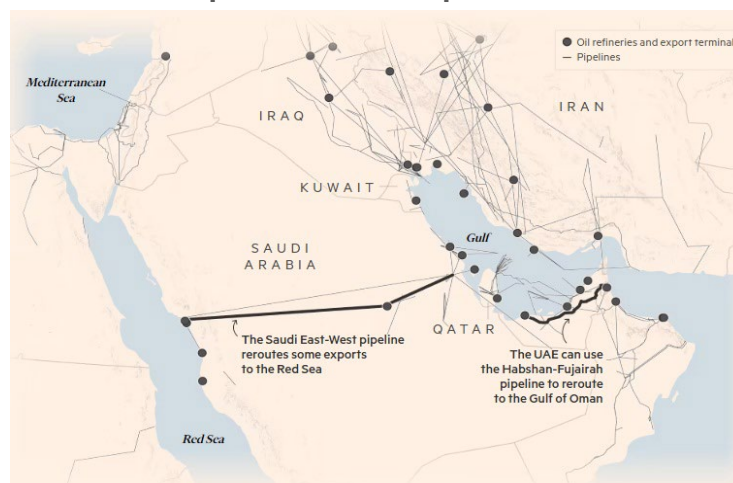 Oil refineries and export terminal
Pipelines
Mediterranean
Sea
IRAQ
IRAN
KUWAIT
Gulf
SAUDI
ARABIA
QATAR
The Saudi East-West pipeline
reroutes some exports
to the Red Sea
The UAE can use
the Habshan-Fujairah
pipeline to reroute
to the Gulf of Oman
Red Sea